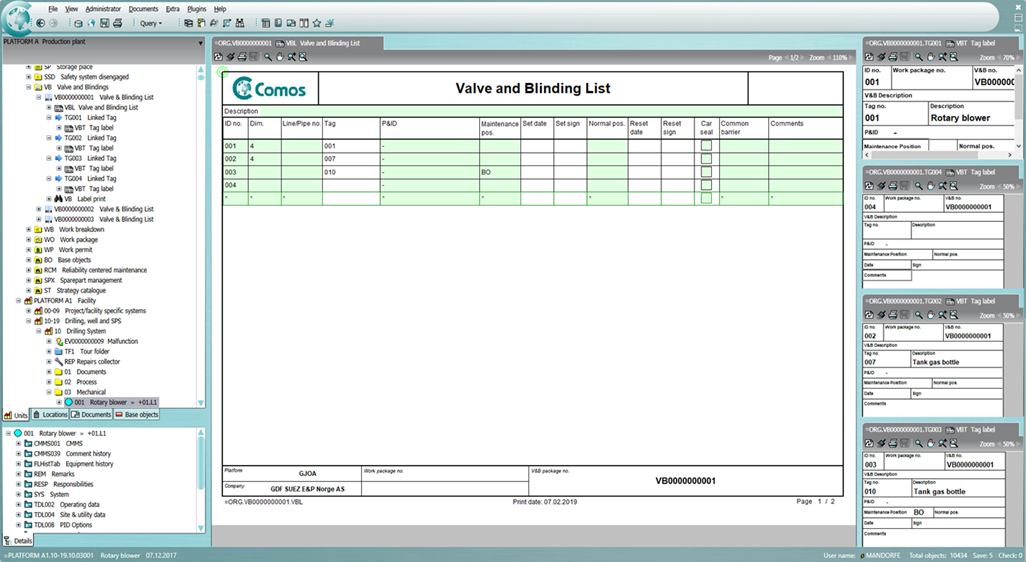 File View Administrator Documents Extra Plugins Help
Query
PLATFORM A Production plant
SP Storage place
SSD Safety system disengaged
VB Valve and Blindings
VB0000000001 Valve & Blinding List
VBL Valve and Blinding List
TG001 Linked Tag
VBT Tag label
TG002 Linked Tag
VBT Tag label
TG003 Linked Tag
VBT Tag label
TG004 Linked Tag
VBT Tag label
VB Label print
VB0000000002 Valve & Blinding List
VB0000000003 Valve & Blinding List
WB Work breakdown
WO Work package
WP Work permit
BO Base objects
RCM Reliability centered maintenance
SPX Sparepart management
ST Strategy catalogue
PLATFORM A1 Facility
00-09 Project/facility specific systems
10-19 Drilling, well and SPS
10 Drilling System
EV0000000009 Malfunction
TF1 Tour folder
REP Repairs collector
01 Documents
02 Process
03 Mechanical
001 Rotary blower = +01.L1
Units Locations Documents Base objects
001 Rotary blower = +01.L1
CMMS001 CMMS
CMMS039 Comment history
FLHistTab Equipment history
REM Remarks
RESP Responsibilities
SYS System
TDL002 Operating data
TDL004 Site & utility data
TDL008 PID Options
Details
=ORG.VB0000000001 VBL Valve and Blinding List
Page 1/2 Zoom 110%
Comos Valve and Blinding List
Description
ID no. Dim. Line/Pipe no. Tag P&ID Maintenance pos. Set date Set sign Normal pos. Reset date Reset sign Car seal Common barrier Comments
001 4 001 -
002 4 007 -
003 010 - BO
004 -
* * * * * * * *
Platform GJOA Work package no. V&B package no. VB0000000001
Company GDF SUEZ E&P Norge AS
=ORG.VB0000000001.VBL Print date: 07.02.2019 Page 1 / 2
=ORG.VB0000000001.TG001 VBT Tag label
Zoom 70%
ID no. Work package no. V&B no.
001 VB00000
V&B Description
Tag no. Description
001 Rotary blower
P&ID -
Maintenance Position Normal pos.
=ORG.VB0000000001.TG004 VBT Tag label
Zoom 50%
ID no. Work package no. V&B no.
004 VB0000000001
V&B Description
Tag no. Description
P&ID -
Maintenance Position Normal pos.
Date Sign
Comments
=ORG.VB0000000001.TG002 VBT Tag label
Zoom 50%
ID no. Work package no. V&B no.
002 VB0000000001
V&B Description
Tag no. Description
007 Tank gas bottle
P&ID -
Maintenance Position Normal pos.
Date Sign
Comments
=ORG.VB0000000001.TG003 VBT Tag label
Zoom 50%
ID no. Work package no. V&B no.
003 VB0000000001
V&B Description
Tag no. Description
010 Tank gas bottle
P&ID -
Maintenance Position BO Normal pos.
Date Sign
Comments
=PLATFORM A1.10-19.10.03001 Rotary blower 07.12.2017 User name: MANDORFE Total objects: 10434 Save: 5 Check: 0